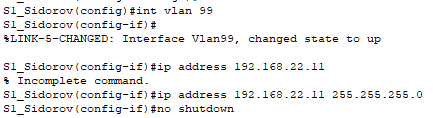 S1_Sidorov(config)#int vlan 99
S1_Sidorov(config-if)#
%LINK-5-CHANGED: Interface Vlan99, changed state to up
S1_Sidorov(config-if)#ip address 192.168.22.11
% Incomplete command.
S1_Sidorov(config-if)#ip address 192.168.22.11 255.255.255.0
S1_Sidorov(config-if)#no shutdown